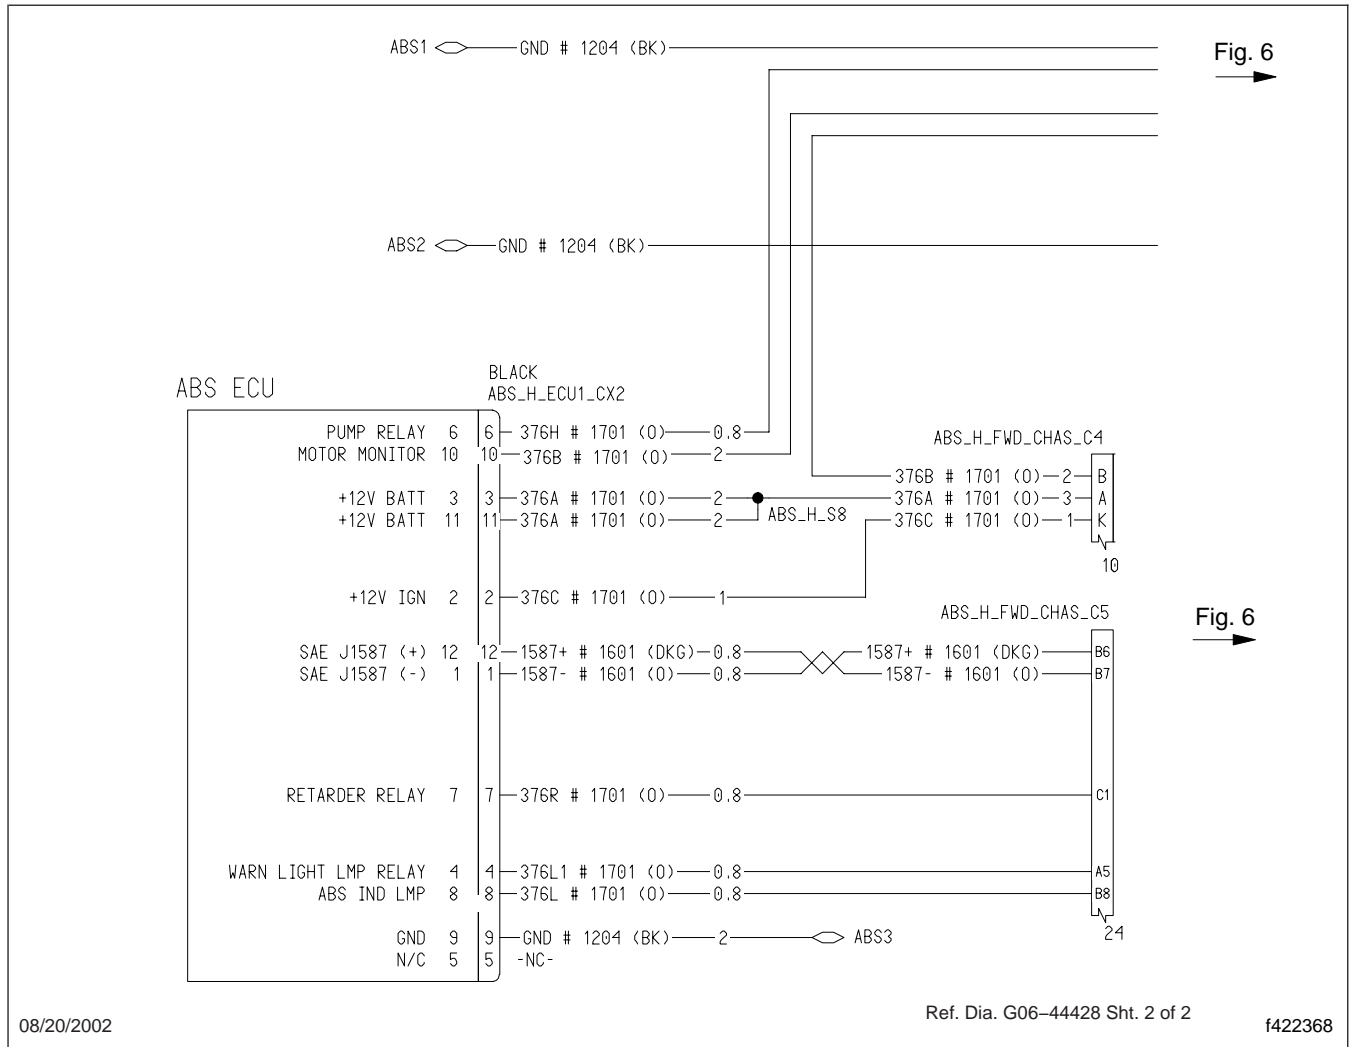 ABS1 GND # 1204 (BK)
Fig. 6
ABS2 GND # 1204 (BK)
ABS ECU
BLACK
ABS_H_ECU1_CX2
PUMP RELAY 6 6 376H # 1701 (O) 0.8
MOTOR MONITOR 10 10 376B # 1701 (O) 2
ABS_H_FWD_CHAS_C4
376B # 1701 (O) 2 B
+12V BATT 3 3 376A # 1701 (O) 2 376A # 1701 (O) 3 A
ABS_H_S8
+12V BATT 11 11 376A # 1701 (O) 2 376C # 1701 (O) 1 K
10
+12V IGN 2 2 376C # 1701 (O) 1
ABS_H_FWD_CHAS_C5
Fig. 6
SAE J1587 (+) 12 12 1587+ # 1601 (DKG) 0.8 1587+ # 1601 (DKG) B6
SAE J1587 (-) 1 1 1587- # 1601 (O) 0.8 1587- # 1601 (O) B7
RETARDER RELAY 7 7 376R # 1701 (O) 0.8 C1
WARN LIGHT LMP RELAY 4 4 376L1 # 1701 (O) 0.8 A5
ABS IND LMP 8 8 376L # 1701 (O) 0.8 B8
24
GND 9 9 GND # 1204 (BK) 2 ABS3
N/C 5 5 -NC-
08/20/2002
Ref. Dia. G06–44428 Sht. 2 of 2
f422368